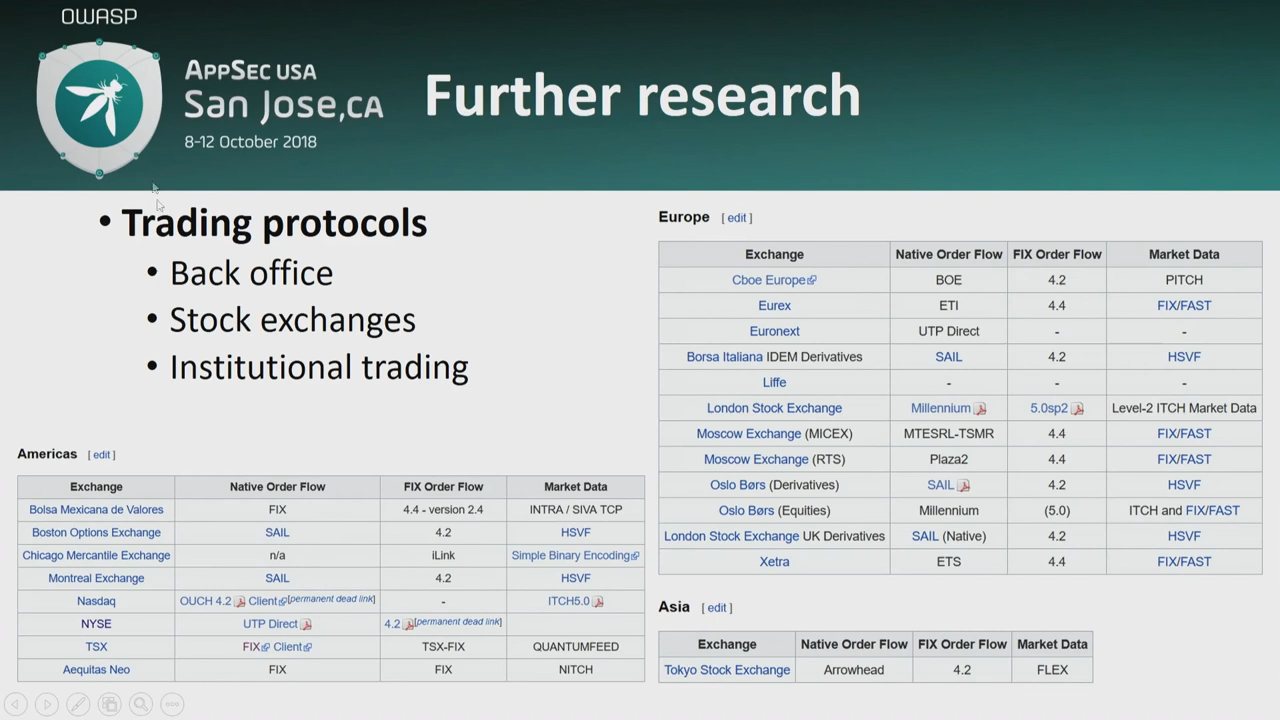 OWASP
APPSEC USA
San Jose,CA
8-12 October 2018
Further research
• Trading protocols
• Back office
• Stock exchanges
• Institutional trading
Americas [ edit ]
Exchange Native Order Flow FIX Order Flow Market Data
Bolsa Mexicana de Valores FIX 4.4 - version 2.4 INTRA / SIVA TCP
Boston Options Exchange SAIL 4.2 HSVF
Chicago Mercantile Exchange n/a iLink Simple Binary Encoding
Montreal Exchange SAIL 4.2 HSVF
Nasdaq OUCH 4.2 Client[permanent dead link] - ITCH5.0
NYSE UTP Direct 4.2 [permanent dead link]
TSX FIX Client TSX-FIX QUANTUMFEED
Aequitas Neo FIX FIX NITCH
Europe [ edit ]
Exchange Native Order Flow FIX Order Flow Market Data
Cboe Europe BOE 4.2 PITCH
Eurex ETI 4.4 FIX/FAST
Euronext UTP Direct - -
Borsa Italiana IDEM Derivatives SAIL 4.2 HSVF
Liffe - - -
London Stock Exchange Millennium 5.0sp2 Level-2 ITCH Market Data
Moscow Exchange (MICEX) MTESRL-TSMR 4.4 FIX/FAST
Moscow Exchange (RTS) Plaza2 4.4 FIX/FAST
Oslo Børs (Derivatives) SAIL 4.2 HSVF
Oslo Børs (Equities) Millennium (5.0) ITCH and FIX/FAST
London Stock Exchange UK Derivatives SAIL (Native) 4.2 HSVF
Xetra ETS 4.4 FIX/FAST
Asia [ edit ]
Exchange Native Order Flow FIX Order Flow Market Data
Tokyo Stock Exchange Arrowhead 4.2 FLEX